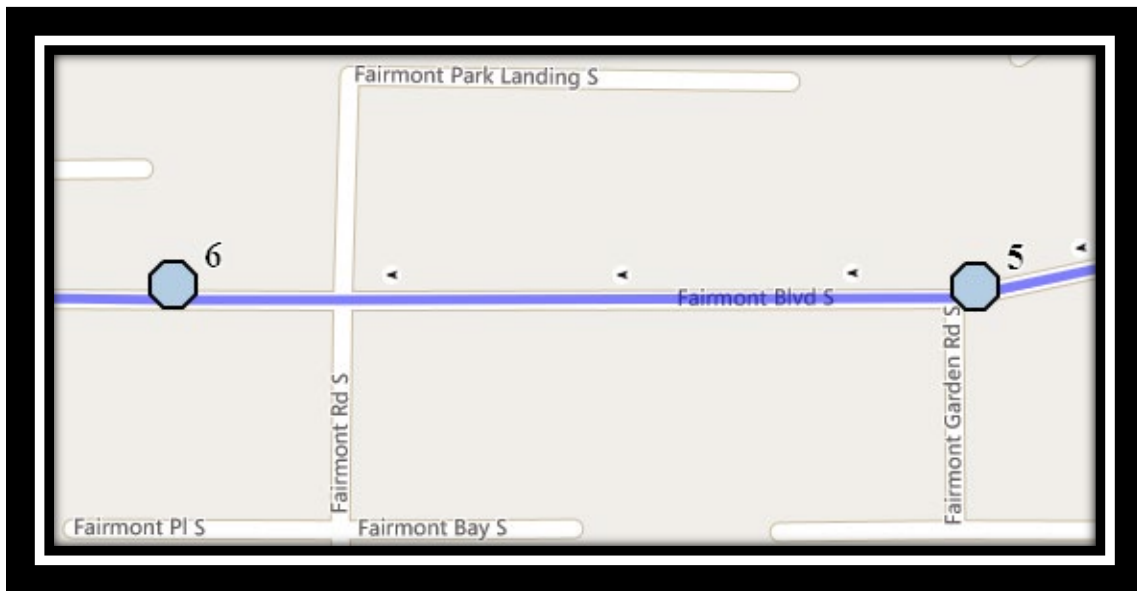 Fairmont Park Landing S
6
5
Fairmont Blvd S
Fairmont Rd S
Fairmont Garden Rd S
Fairmont Pl S
Fairmont Bay S